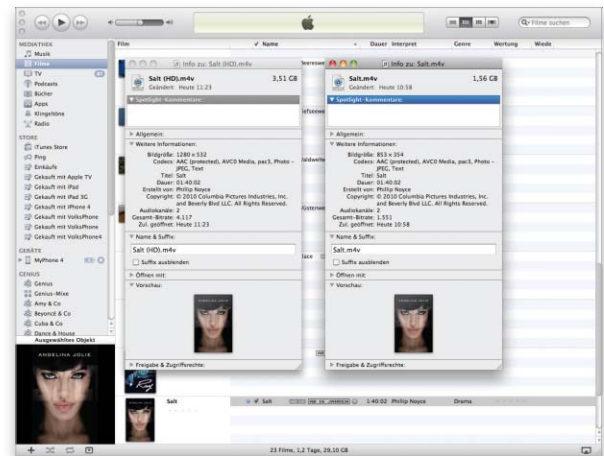 Filme suchen
MEDIATHEK
Musik
Filme
TV
Podcasts
Bücher
Apps
Klingeltöne
Radio
STORE
iTunes Store
Ping
Einkäufe
Gekauft mit Apple TV
Gekauft mit iPad
Gekauft mit iPad 3G
Gekauft mit iPhone 4
Gekauft mit VolksPhone
Gekauft mit VolksPhone
Gekauft mit VolksPhone4
GERÄTE
MyPhone 4
GENIUS
Genius
Genius-Mixe
Amy & Co
Beyoncé & Co
Cuba & Co
Dance & House
Ausgewähltes Objekt
ANGELINA JOLIE
Film
Name
Dauer Interpret Genre Wertung Wiede
Info zu: Salt (HD).m4v
Salt (HD).m4v 3,51 GB
Geändert: Heute 11:23
Spotlight-Kommentare:
Allgemein:
Weitere Informationen:
Bildgröße: 1280 × 532
Codecs: AAC (protected), AVC0 Media, pac3, Photo -
JPEG, Text
Titel: Salt
Dauer: 01:40:02
Erstellt von: Phillip Noyce
Copyright: © 2010 Columbia Pictures Industries, Inc.
and Beverly Blvd LLC. All Rights Reserved.
Audiokanäle: 2
Gesamt-Bitrate: 4.117
Zul. geöffnet: Heute 11:23
Name & Suffix:
Salt (HD).m4v
Suffix ausblenden
Öffnen mit:
Vorschau:
ANGELINA JOLIE
Freigabe & Zugriffsrechte:
Info zu: Salt.m4v
Salt.m4v 1,56 GB
Geändert: Heute 10:58
Spotlight-Kommentare:
Allgemein:
Weitere Informationen:
Bildgröße: 853 × 354
Codecs: AAC (protected), AVC0 Media, pac3, Photo -
JPEG, Text
Titel: Salt
Dauer: 01:40:02
Erstellt von: Phillip Noyce
Copyright: © 2010 Columbia Pictures Industries, Inc.
and Beverly Blvd LLC. All Rights Reserved.
Audiokanäle: 2
Gesamt-Bitrate: 1.551
Zul. geöffnet: Heute 10:58
Name & Suffix:
Salt.m4v
Suffix ausblenden
Öffnen mit:
Vorschau:
ANGELINA JOLIE
Freigabe & Zugriffsrechte:
Ray
Salt
Salt 1:40:02 Phillip Noyce Drama
23 Filme, 1,2 Tage, 29,10 GB